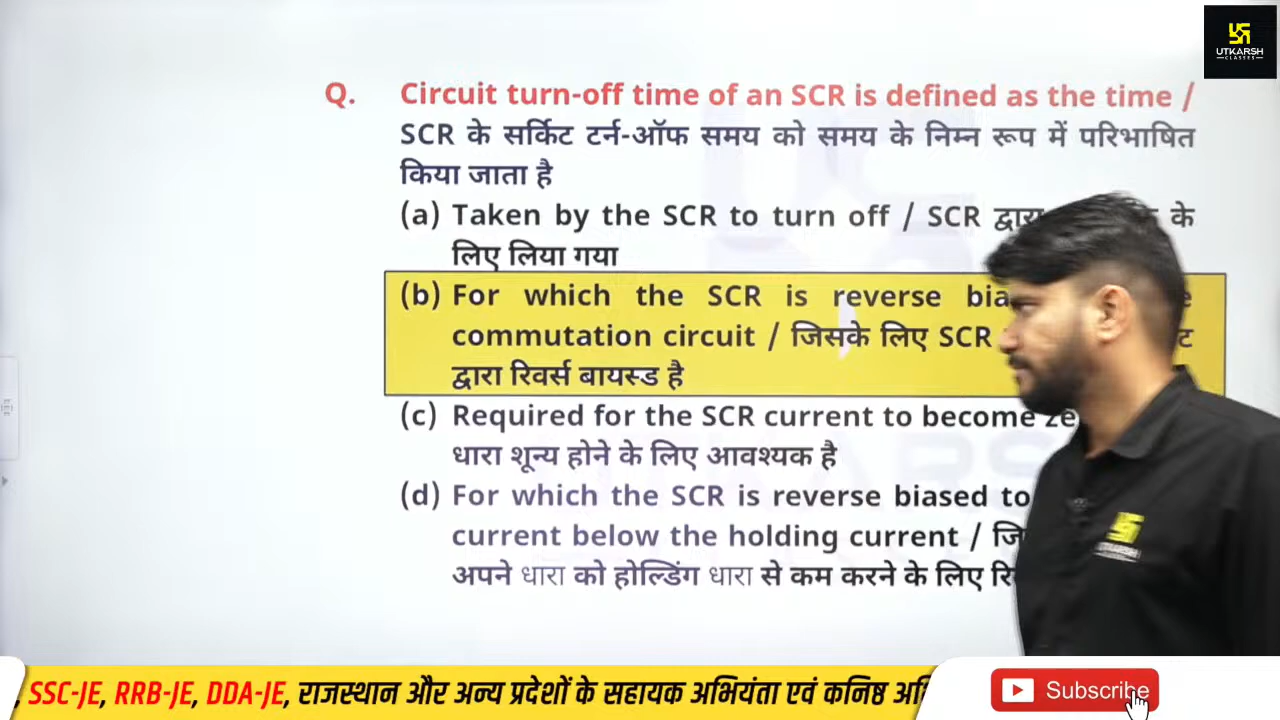 UTKARSH
CLASSES
Q. Circuit turn-off time of an SCR is defined as the time /
SCR के सर्किट टर्न-ऑफ समय को समय के निम्न रूप में परिभाषित
किया जाता है
(a) Taken by the SCR to turn off / SCR के
लिए लिया गया
(b) For which the SCR is reverse
commutation circuit / जिसके लिए SCR
द्वारा रिवर्स बायस्ड है
(c) Required for the SCR current to become
धारा शून्य होने के लिए आवश्यक है
(d) For which the SCR is reverse biased to
current below the holding current /
अपने धारा को होल्डिंग धारा से कम करने के लिए
UTKARSH
SSC-JE, RRB-JE, DDA-JE, राजस्थान और अन्य प्रदेशों के सहायक अभियंता एवं कनिष्ठ
Subscribe